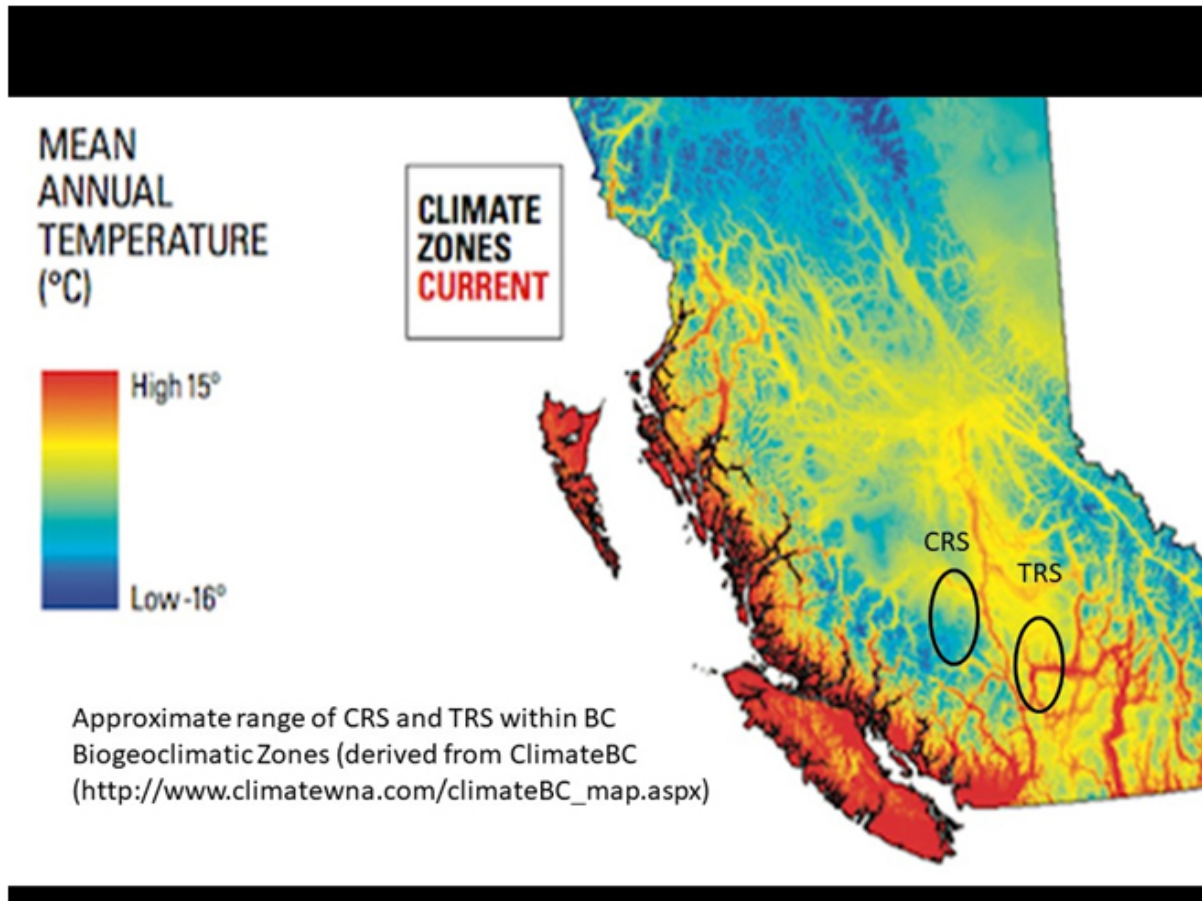 MEAN
ANNUAL
TEMPERATURE
(°C)
CLIMATE
ZONES
CURRENT
High 15°
Low -16°
CRS
TRS
Approximate range of CRS and TRS within BC
Biogeoclimatic Zones (derived from ClimateBC
(http://www.climatewna.com/climateBC_map.aspx)